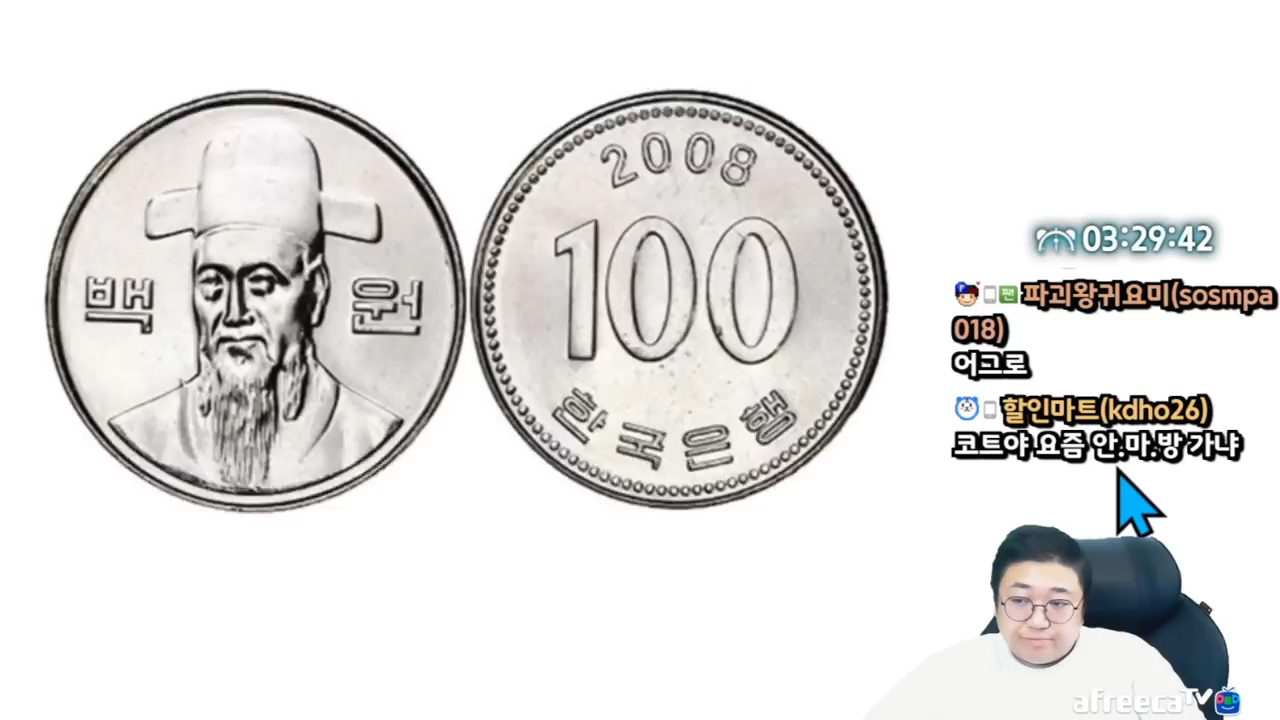 백 원
2008
100
한국은행
03:29:42
F 팬 파괴왕귀요미(sosmpa
018)
어그로
할인마트(kdho26)
코트야 요즘 안.마.방 가냐
afreecaTV